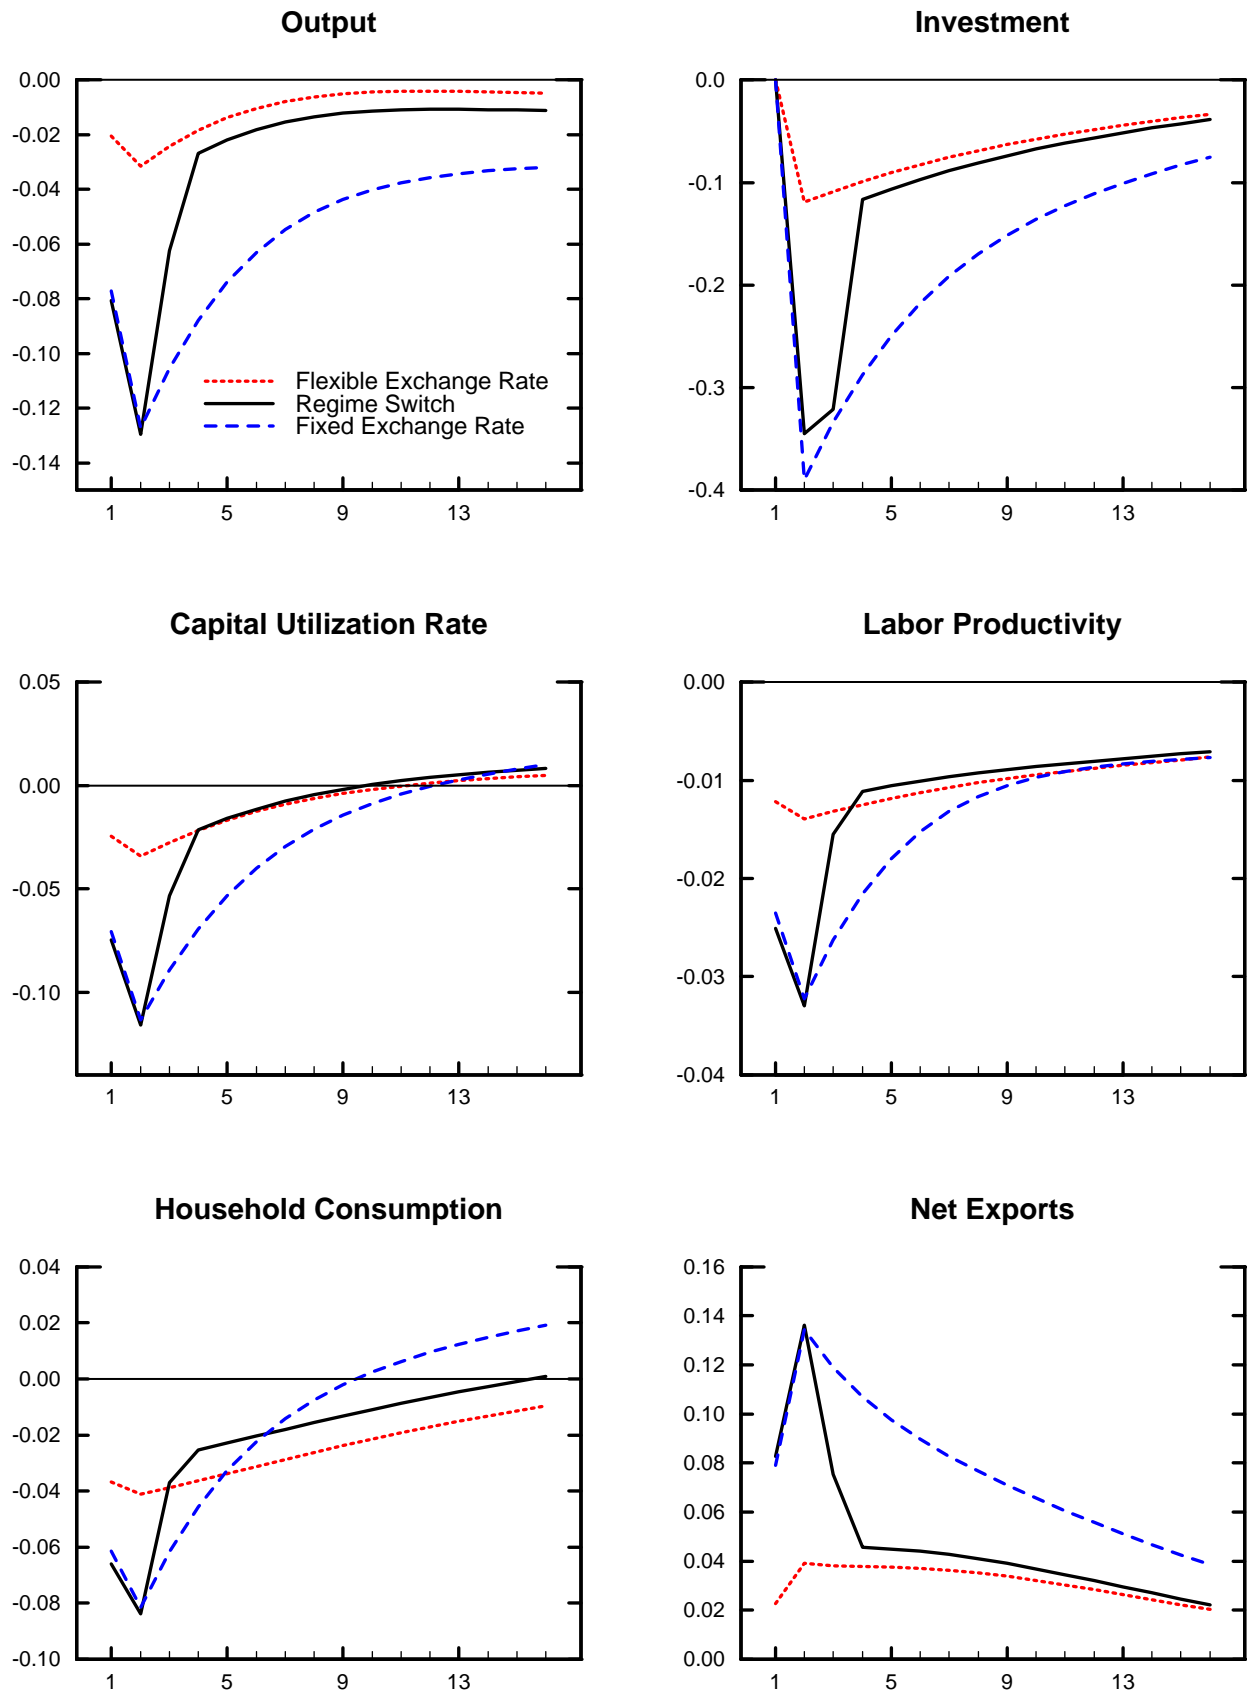 Output
0.00
-0.02
-0.04
-0.06
-0.08
-0.10
-0.12
-0.14
Flexible Exchange Rate
Regime Switch
Fixed Exchange Rate
1 5 9 13
Investment
0.0
-0.1
-0.2
-0.3
-0.4
1 5 9 13
Capital Utilization Rate
0.05
0.00
-0.05
-0.10
1 5 9 13
Labor Productivity
0.00
-0.01
-0.02
-0.03
-0.04
1 5 9 13
Household Consumption
0.04
0.02
0.00
-0.02
-0.04
-0.06
-0.08
-0.10
1 5 9 13
Net Exports
0.16
0.14
0.12
0.10
0.08
0.06
0.04
0.02
0.00
1 5 9 13